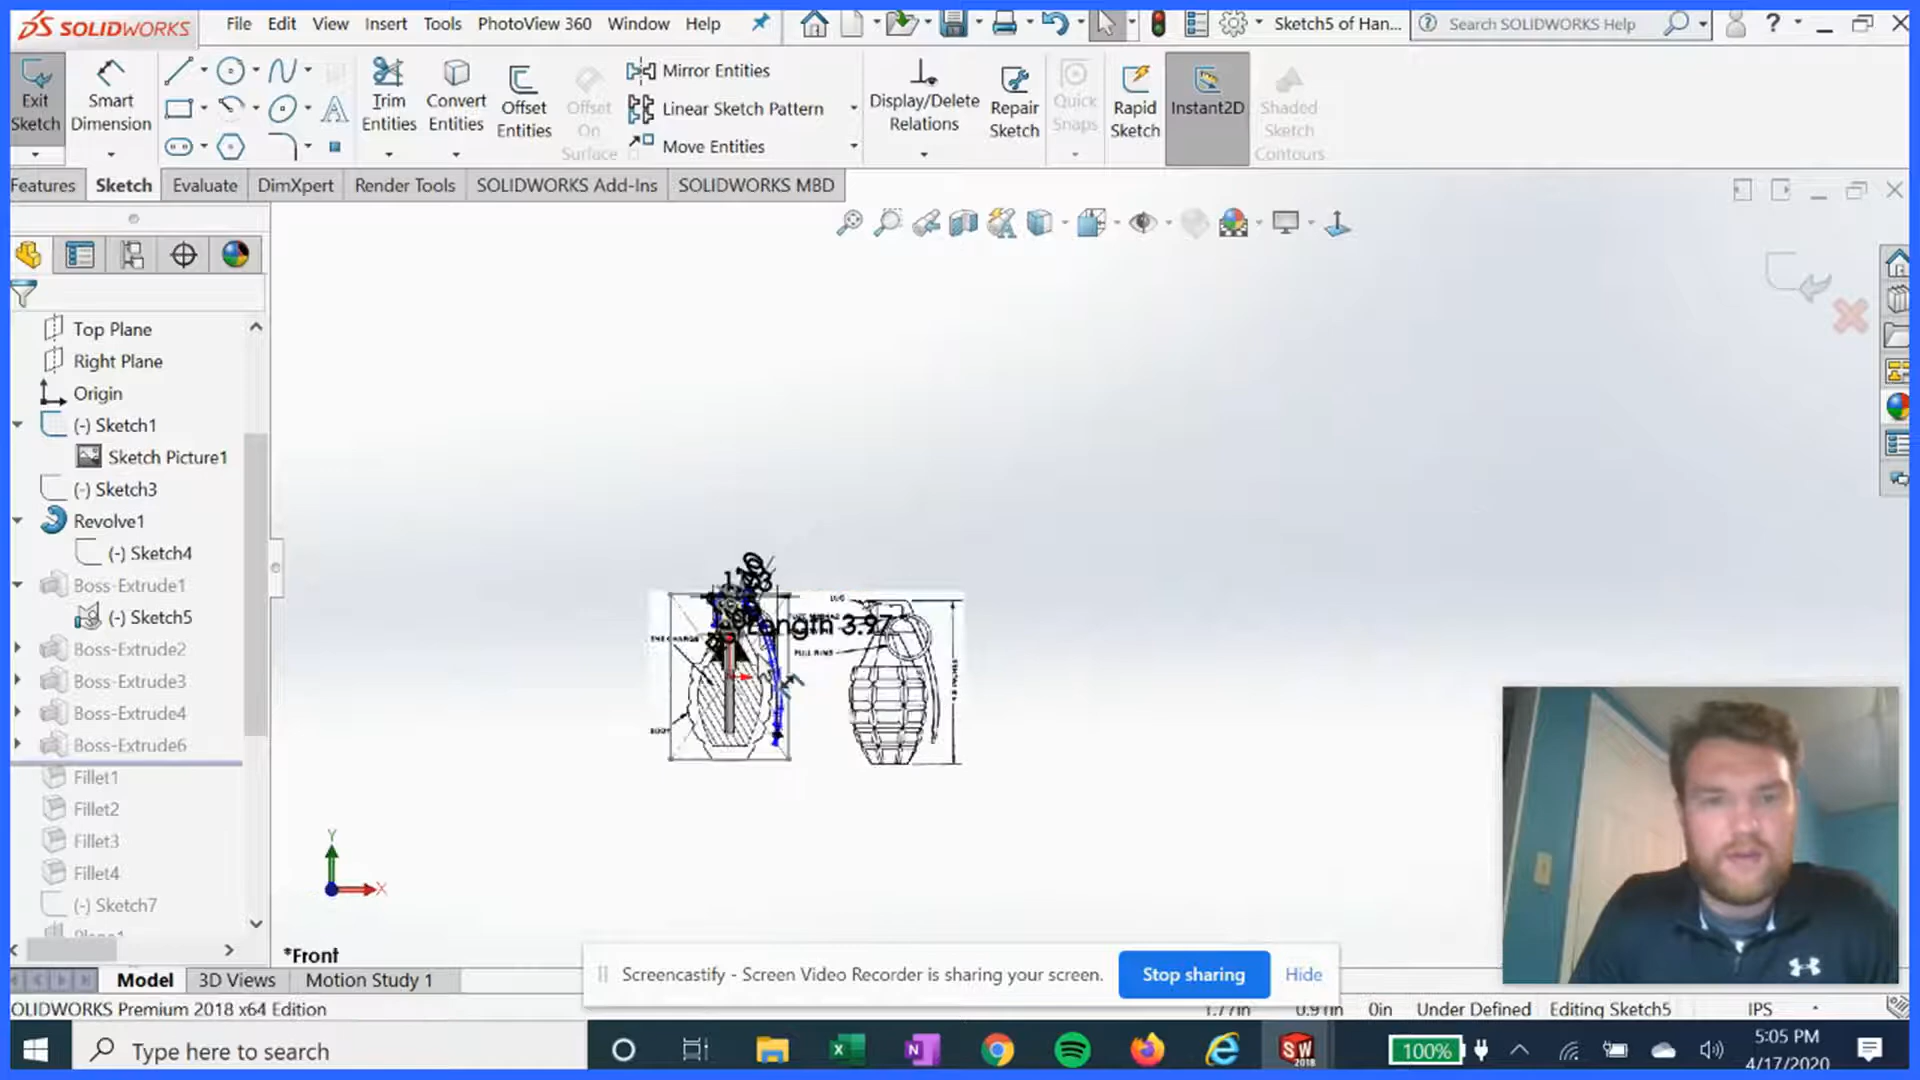 SOLIDWORKS
File Edit View Insert Tools PhotoView 360 Window Help
Sketch5 of Han...
Search SOLIDWORKS Help
Exit Sketch
Smart Dimension
Trim Entities
Convert Entities
Offset Entities
Offset On Surface
Mirror Entities
Linear Sketch Pattern
Move Entities
Display/Delete Relations
Repair Sketch
Quick Snaps
Rapid Sketch
Instant2D
Shaded Sketch Contours
Features Sketch Evaluate DimXpert Render Tools SOLIDWORKS Add-Ins SOLIDWORKS MBD
Top Plane
Right Plane
Origin
(-) Sketch1
Sketch Picture1
(-) Sketch3
Revolve1
(-) Sketch4
Boss-Extrude1
(-) Sketch5
Boss-Extrude2
Boss-Extrude3
Boss-Extrude4
Boss-Extrude6
Fillet1
Fillet2
Fillet3
Fillet4
(-) Sketch7
Length 3.97
PULL RING
BODY
Y
X
*Front
Model 3D Views Motion Study 1
Screencastify - Screen Video Recorder is sharing your screen.
Stop sharing
Hide
OLIDWORKS Premium 2018 x64 Edition
0in Under Defined Editing Sketch5 IPS
Type here to search
SW
2018
100%
5:05 PM
4/17/2020